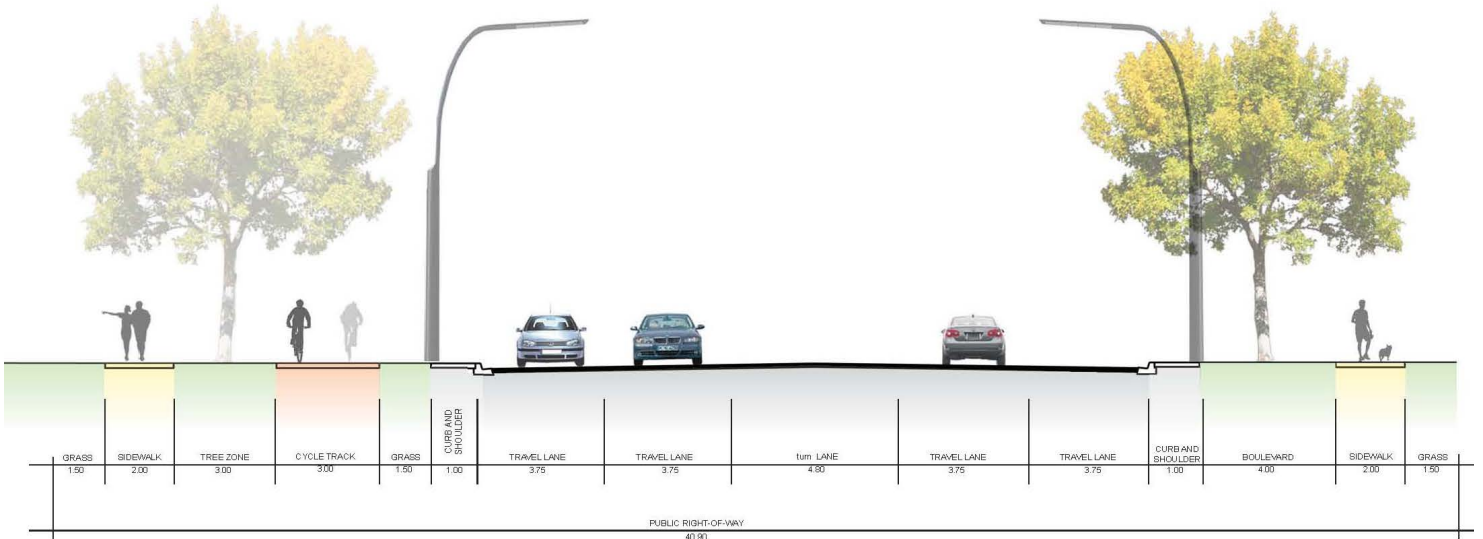 GRASS
1.50
SIDEWALK
2.00
TREE ZONE
3.00
CYCLE TRACK
3.00
GRASS
1.50
CURB AND
SHOULDER
1.00
TRAVEL LANE
3.75
TRAVEL LANE
3.75
turn LANE
4.80
TRAVEL LANE
3.75
TRAVEL LANE
3.75
CURB AND
SHOULDER
1.00
BOULEVARD
4.00
SIDEWALK
2.00
GRASS
1.50
PUBLIC RIGHT-OF-WAY